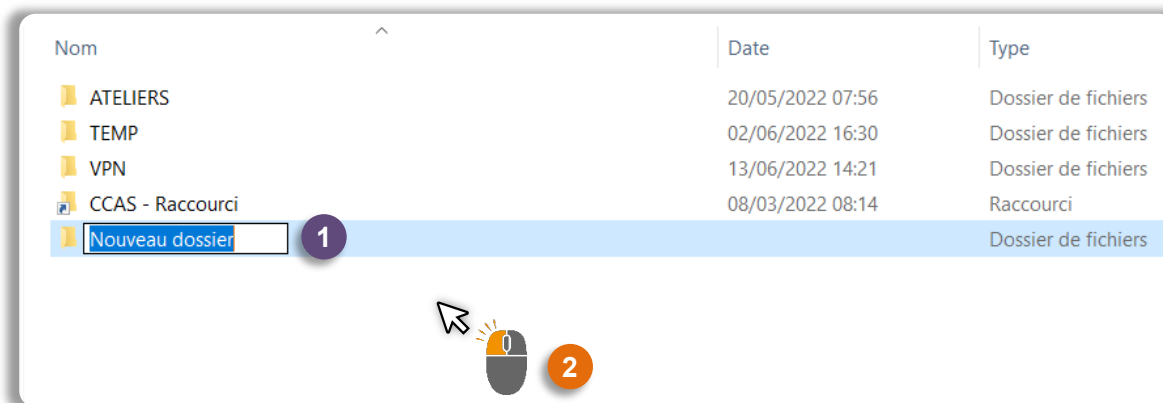 Nom Date Type
ATELIERS 20/05/2022 07:56 Dossier de fichiers
TEMP 02/06/2022 16:30 Dossier de fichiers
VPN 13/06/2022 14:21 Dossier de fichiers
CCAS - Raccourci 08/03/2022 08:14 Raccourci
Nouveau dossier 1 Dossier de fichiers
2